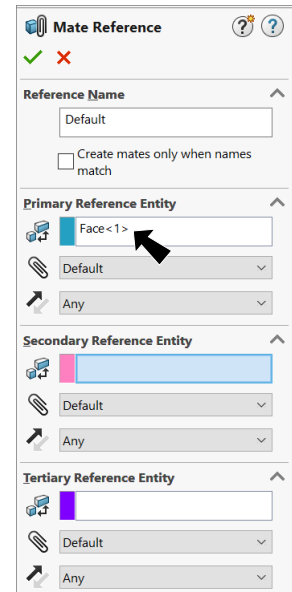 Mate Reference
Reference Name
Default
Create mates only when names
match
Primary Reference Entity
Face<1>
Default
Any
Secondary Reference Entity
Default
Any
Tertiary Reference Entity
Default
Any